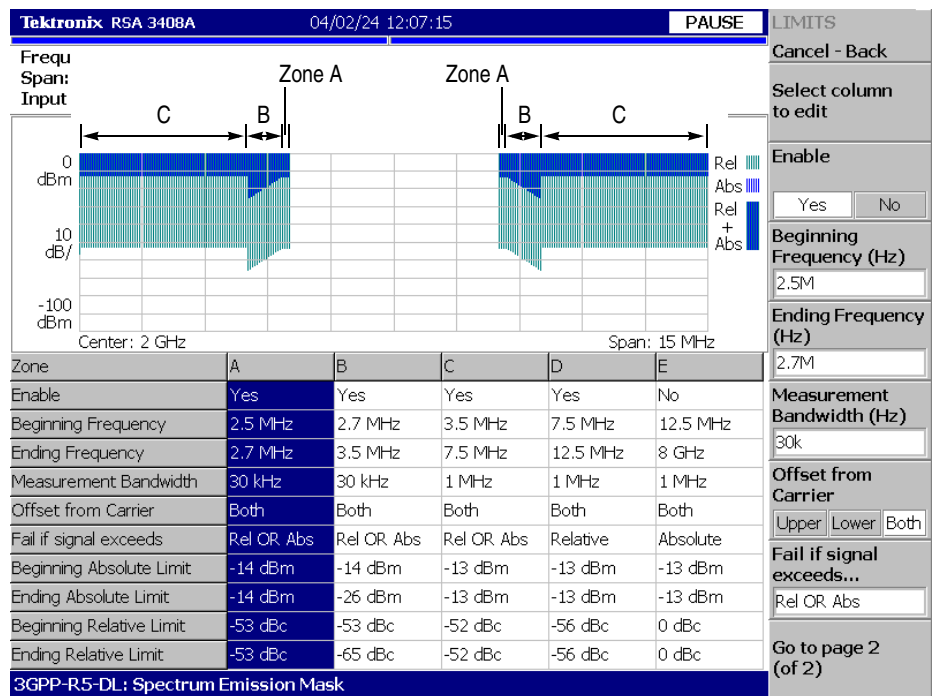 Tektronix RSA 3408A 04/02/24 12:07:15 PAUSE
Frequ
Span:
Input
Zone A Zone A
C B B C
0
dBm
10
dB/
-100
dBm
Rel
Abs
Rel
+
Abs
Center: 2 GHz Span: 15 MHz
Zone A B C D E
Enable Yes Yes Yes Yes No
Beginning Frequency 2.5 MHz 2.7 MHz 3.5 MHz 7.5 MHz 12.5 MHz
Ending Frequency 2.7 MHz 3.5 MHz 7.5 MHz 12.5 MHz 8 GHz
Measurement Bandwidth 30 kHz 30 kHz 1 MHz 1 MHz 1 MHz
Offset from Carrier Both Both Both Both Both
Fail if signal exceeds Rel OR Abs Rel OR Abs Rel OR Abs Relative Absolute
Beginning Absolute Limit -14 dBm -14 dBm -13 dBm -13 dBm -13 dBm
Ending Absolute Limit -14 dBm -26 dBm -13 dBm -13 dBm -13 dBm
Beginning Relative Limit -53 dBc -53 dBc -52 dBc -56 dBc 0 dBc
Ending Relative Limit -53 dBc -65 dBc -52 dBc -56 dBc 0 dBc
3GPP-R5-DL: Spectrum Emission Mask
LIMITS
Cancel - Back
Select column
to edit
Enable
Yes No
Beginning
Frequency (Hz)
2.5M
Ending Frequency
(Hz)
2.7M
Measurement
Bandwidth (Hz)
30k
Offset from
Carrier
Upper Lower Both
Fail if signal
exceeds...
Rel OR Abs
Go to page 2
(of 2)